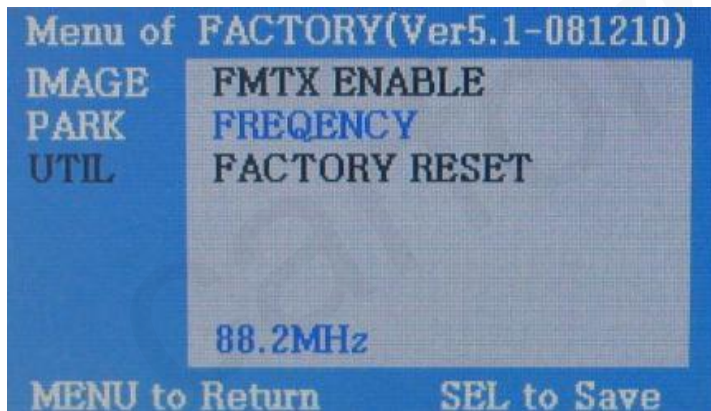 Menu of FACTORY(Ver5.1-081210)
IMAGE FMTX ENABLE
PARK FREQENCY
UTIL FACTORY RESET
88.2MHz
MENU to Return SEL to Save